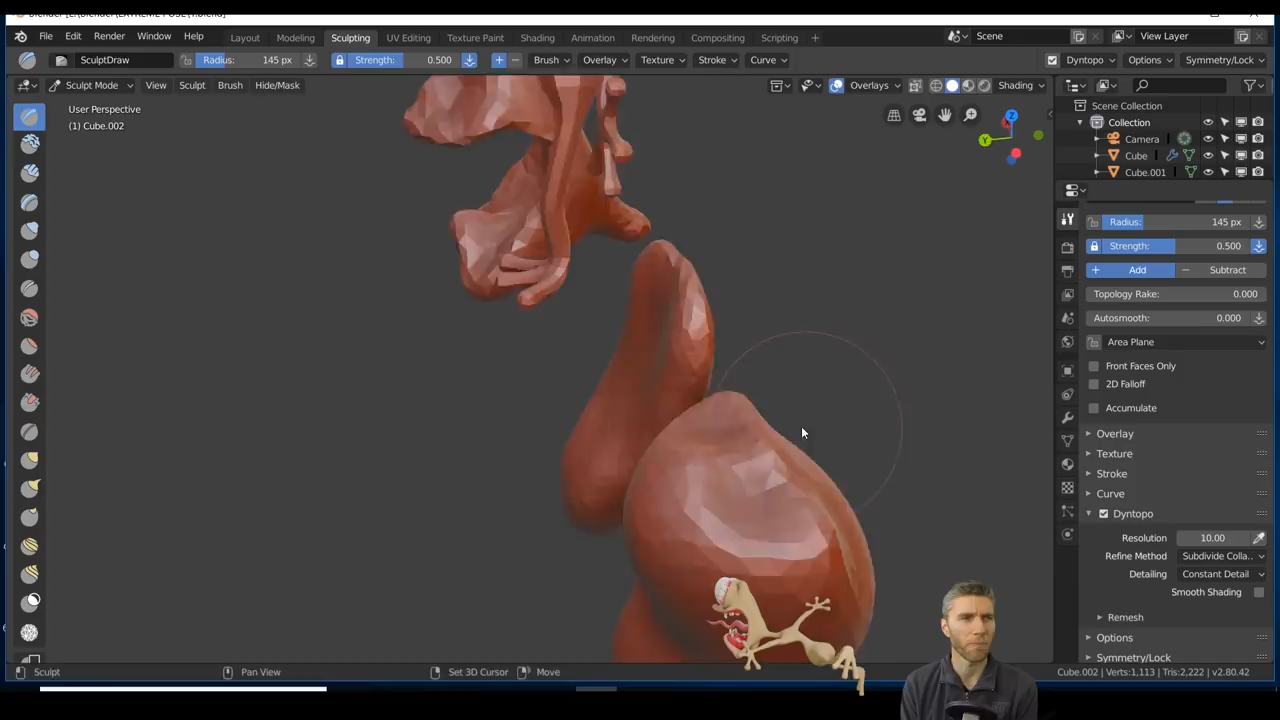 Blender [E:\Blender\EXTREME POSE\1.blend]
File Edit Render Window Help Layout Modeling Sculpting UV Editing Texture Paint Shading Animation Rendering Compositing Scripting + Scene View Layer
SculptDraw Radius: 145 px Strength: 0.500 + − Brush Overlay Texture Stroke Curve Dyntopo Options Symmetry/Lock
Sculpt Mode View Sculpt Brush Hide/Mask Overlays Shading
User Perspective
(1) Cube.002
Z
Y
Scene Collection
Collection
Camera
Cube
Cube.001
Radius: 145 px
Strength: 0.500
+ Add − Subtract
Topology Rake: 0.000
Autosmooth: 0.000
Area Plane
Front Faces Only
2D Falloff
Accumulate
Overlay
Texture
Stroke
Curve
Dyntopo
Resolution 10.00
Refine Method Subdivide Colla..
Detailing Constant Detail
Smooth Shading
Remesh
Options
Symmetry/Lock
Sculpt Pan View Set 3D Cursor Move Cube.002 | Verts:1,113 | Tris:2,222 | v2.80.42